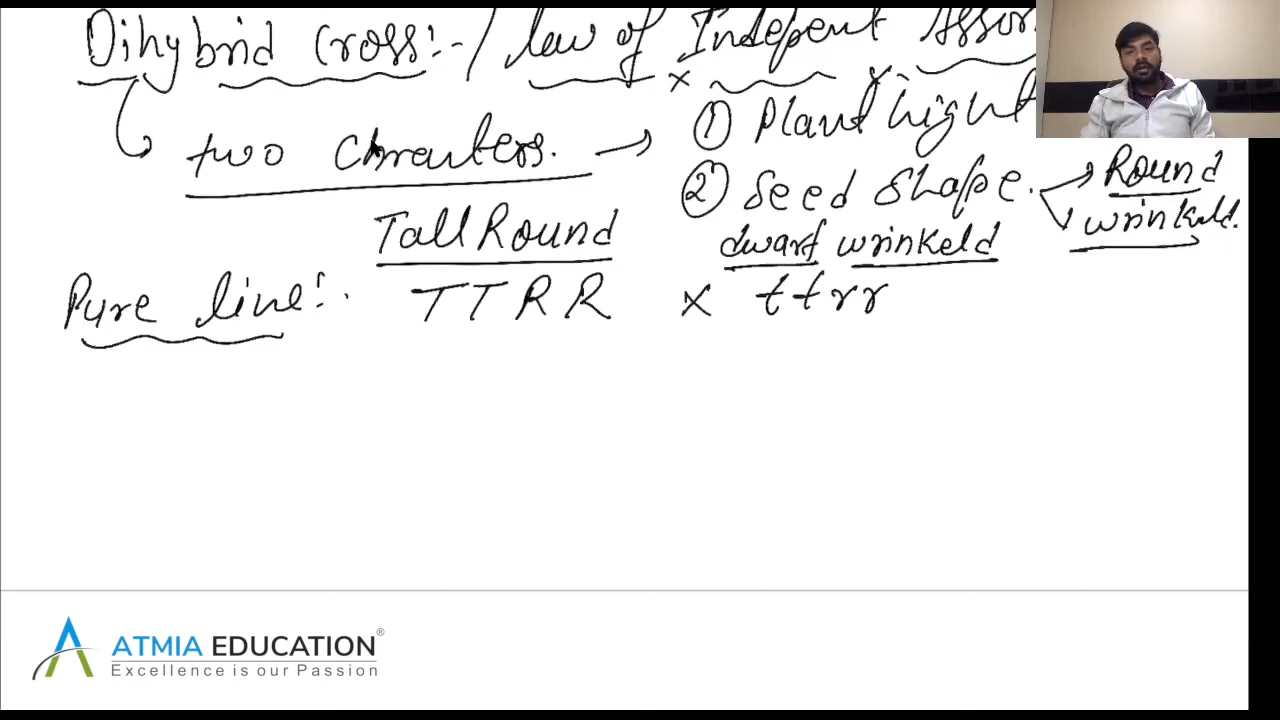 Dihybrid Cross:- / law of Indepent Assor
two Chrauters. → ① Plant hight
② Seed Shape. → Round
→ wrinkeld.
Tall Round dwarf wrinkeld
Pure line:. TTRR × ttrr
ATMIA EDUCATION®
Excellence is our Passion